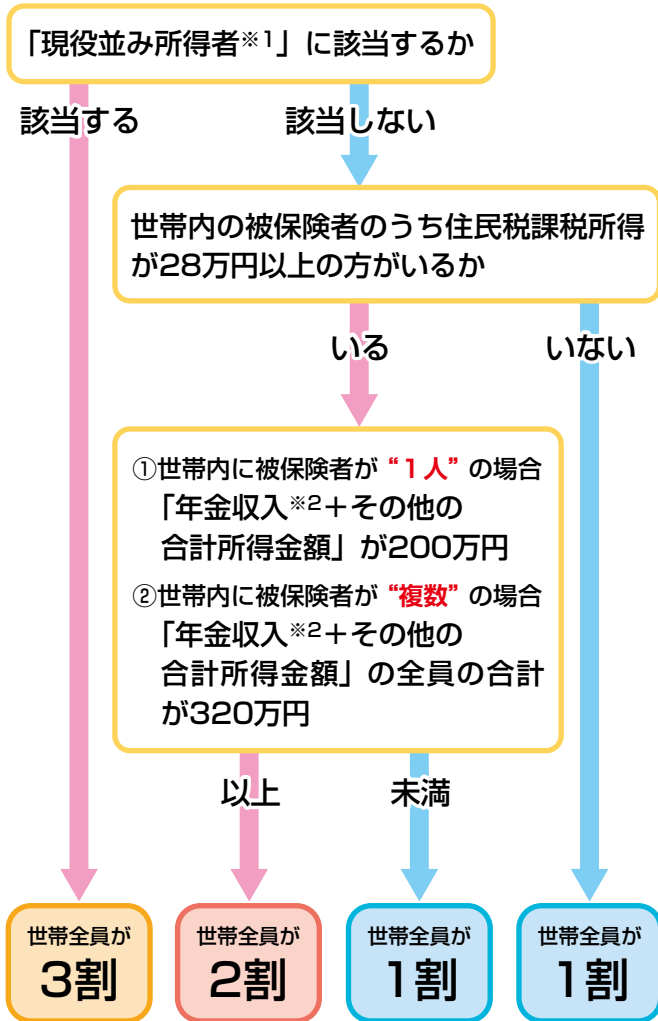 「現役並み所得者※1」に該当するか
該当する
該当しない
世帯内の被保険者のうち住民税課税所得
が28万円以上の方がいるか
いる
いない
①世帯内に被保険者が“1人”の場合
「年金収入※2＋その他の
合計所得金額」が200万円
②世帯内に被保険者が“複数”の場合
「年金収入※2＋その他の
合計所得金額」の全員の合計
が320万円
以上
未満
世帯全員が
3割
世帯全員が
2割
世帯全員が
1割
世帯全員が
1割